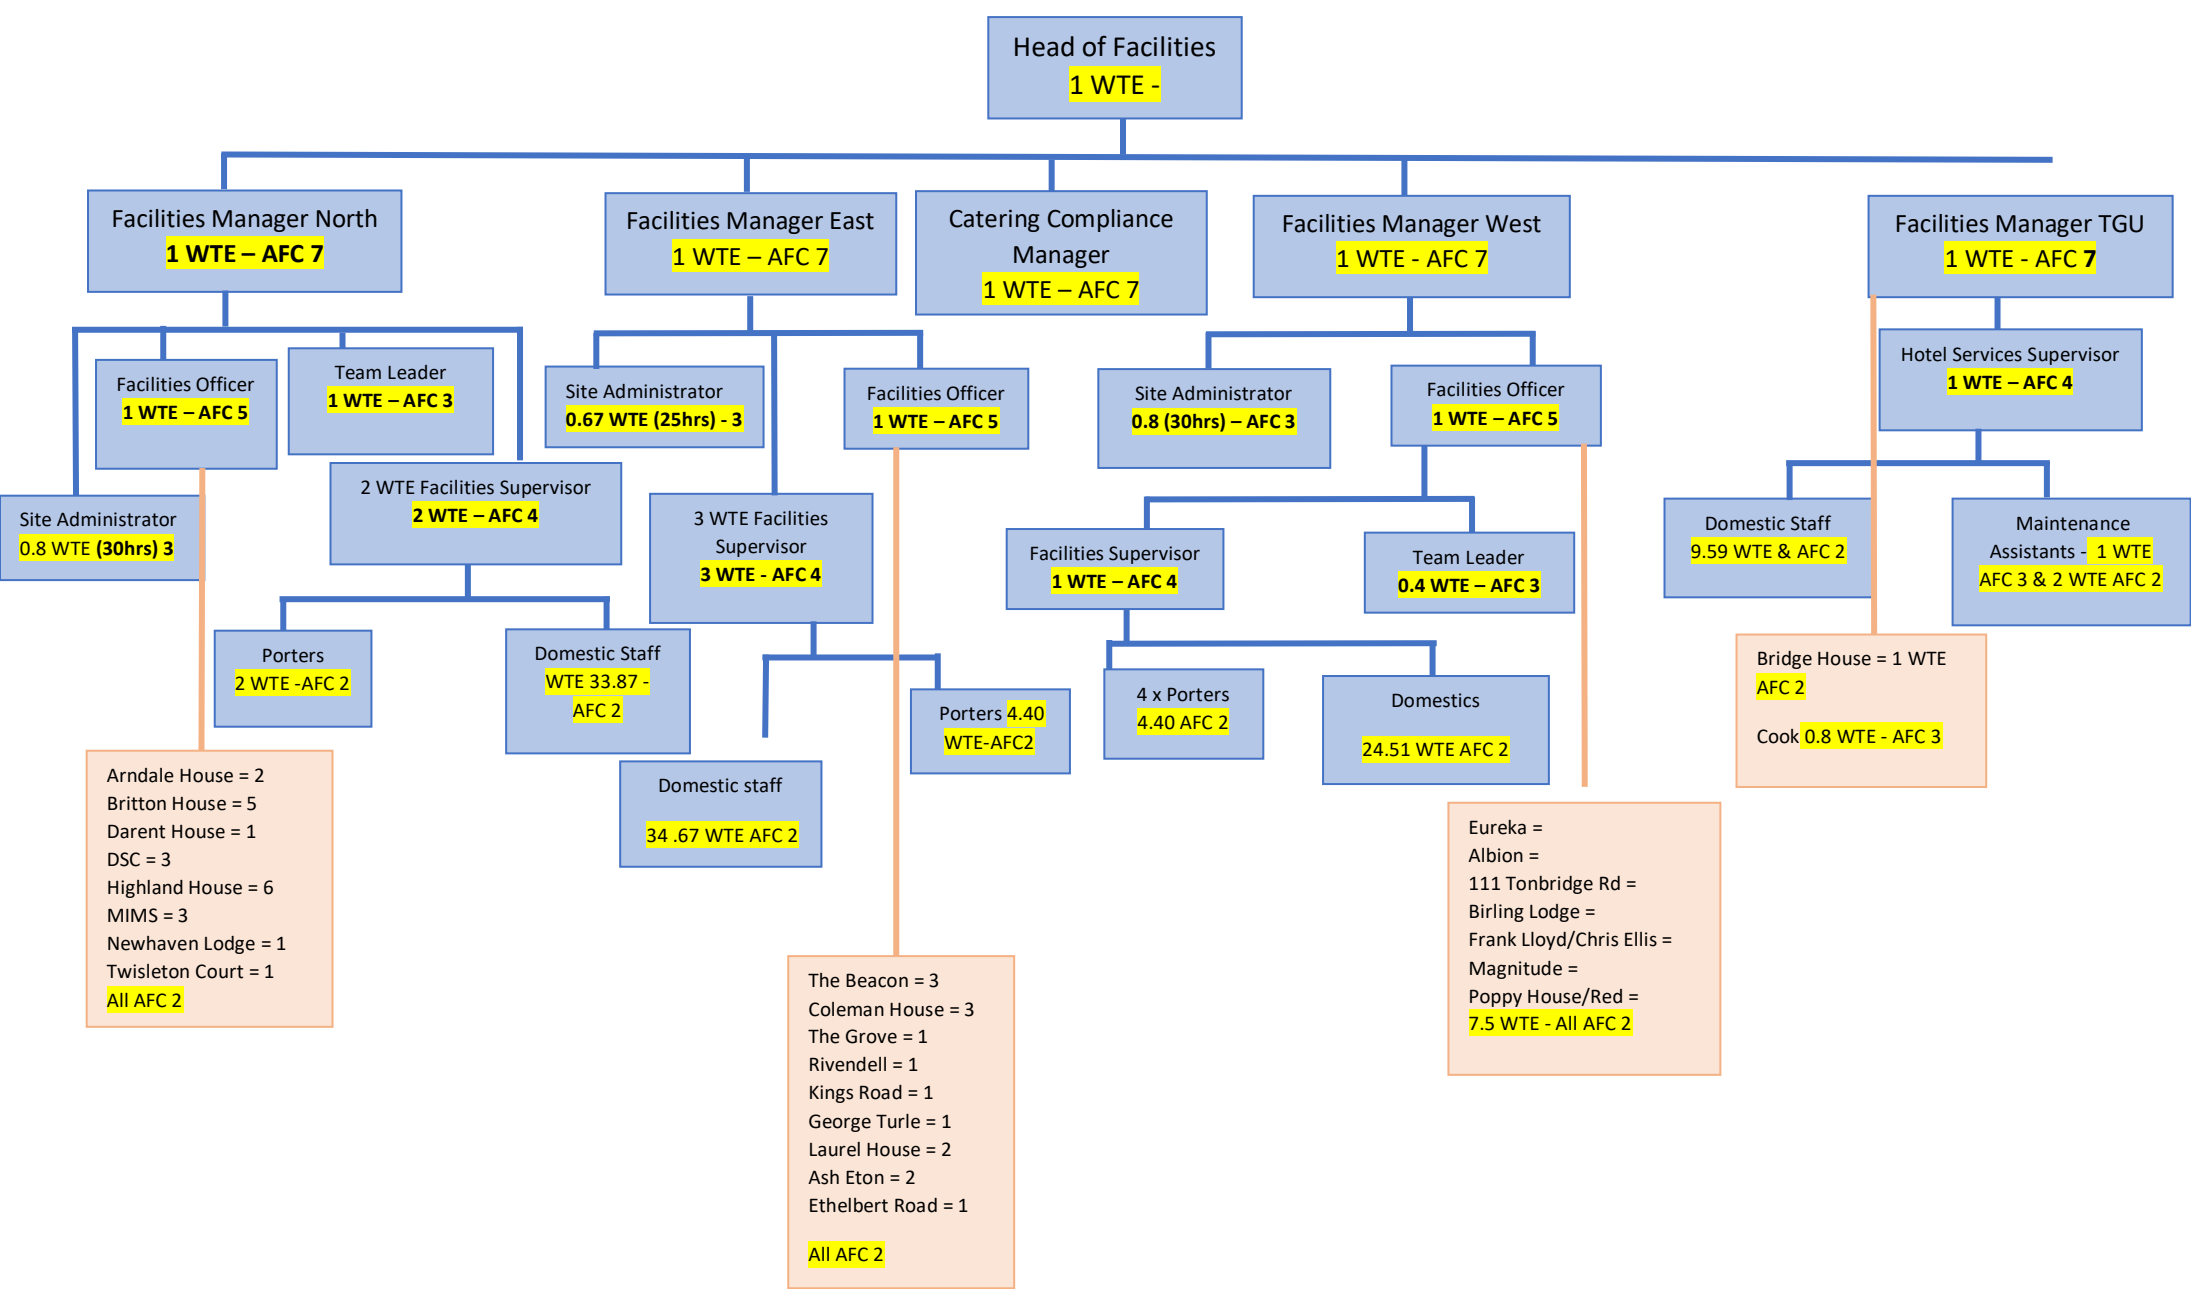 Head of Facilities
1 WTE -
Facilities Manager North
1 WTE – AFC 7
Facilities Manager East
1 WTE – AFC 7
Catering Compliance
Manager
1 WTE – AFC 7
Facilities Manager West
1 WTE - AFC 7
Facilities Manager TGU
1 WTE - AFC 7
Facilities Officer
1 WTE – AFC 5
Team Leader
1 WTE – AFC 3
Site Administrator
0.67 WTE (25hrs) - 3
Facilities Officer
1 WTE – AFC 5
Site Administrator
0.8 (30hrs) – AFC 3
Facilities Officer
1 WTE – AFC 5
Hotel Services Supervisor
1 WTE – AFC 4
Site Administrator
0.8 WTE (30hrs) 3
2 WTE Facilities Supervisor
2 WTE – AFC 4
3 WTE Facilities
Supervisor
3 WTE - AFC 4
Facilities Supervisor
1 WTE – AFC 4
Team Leader
0.4 WTE – AFC 3
Domestic Staff
9.59 WTE & AFC 2
Maintenance
Assistants - 1 WTE
AFC 3 & 2 WTE AFC 2
Porters
2 WTE -AFC 2
Domestic Staff
WTE 33.87 -
AFC 2
Domestic staff
34 .67 WTE AFC 2
Porters 4.40
WTE-AFC2
4 x Porters
4.40 AFC 2
Domestics
24.51 WTE AFC 2
Bridge House = 1 WTE
AFC 2
Cook 0.8 WTE - AFC 3
Arndale House = 2
Britton House = 5
Darent House = 1
DSC = 3
Highland House = 6
MIMS = 3
Newhaven Lodge = 1
Twisleton Court = 1
All AFC 2
The Beacon = 3
Coleman House = 3
The Grove = 1
Rivendell = 1
Kings Road = 1
George Turle = 1
Laurel House = 2
Ash Eton = 2
Ethelbert Road = 1
All AFC 2
Eureka =
Albion =
111 Tonbridge Rd =
Birling Lodge =
Frank Lloyd/Chris Ellis =
Magnitude =
Poppy House/Red =
7.5 WTE - All AFC 2